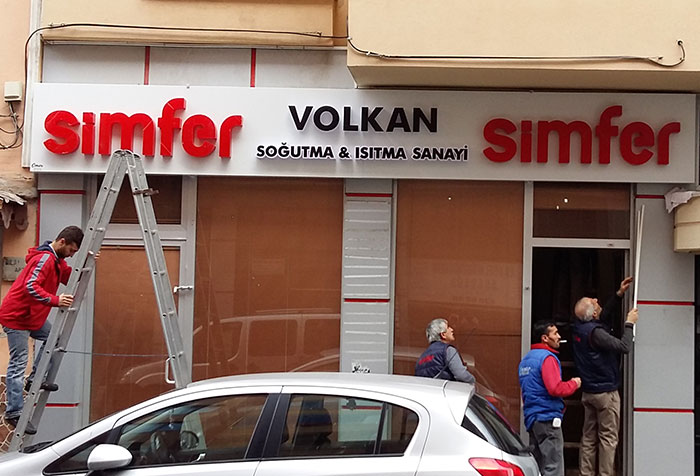 simfer
VOLKAN
SOĞUTMA & ISITMA SANAYİ
simfer